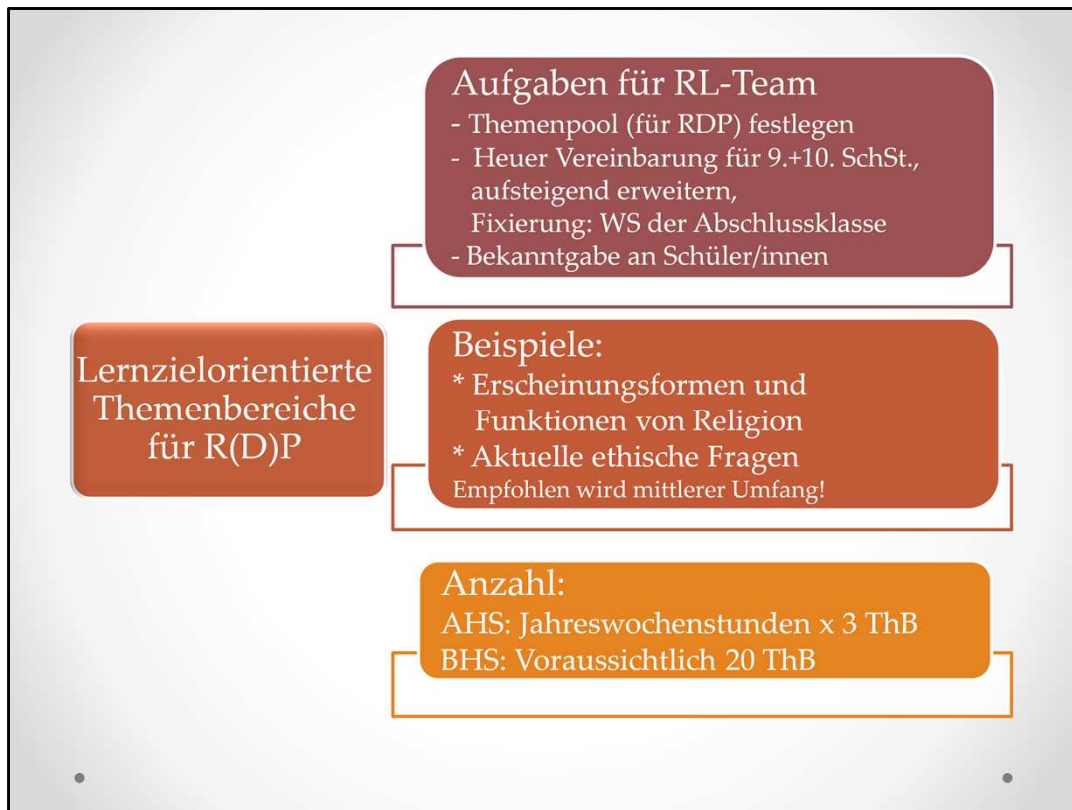 Aufgaben für RL-Team
- Themenpool (für RDP) festlegen
- Heuer Vereinbarung für 9.+10. SchSt.,
aufsteigend erweitern,
Fixierung: WS der Abschlussklasse
- Bekanntgabe an Schüler/innen
Lernzielorientierte
Themenbereiche
für R(D)P
Beispiele:
* Erscheinungsformen und
Funktionen von Religion
* Aktuelle ethische Fragen
Empfohlen wird mittlerer Umfang!
Anzahl:
AHS: Jahreswochenstunden x 3 ThB
BHS: Voraussichtlich 20 ThB